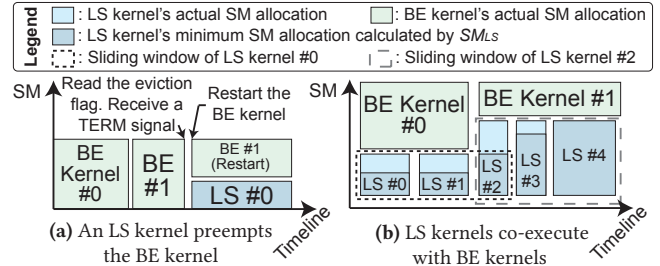 Legend
: LS kernel's actual SM allocation : BE kernel's actual SM allocation
: LS kernel's minimum SM allocation calculated by SM_LS
: Sliding window of LS kernel #0 : Sliding window of LS kernel #2
Read the eviction
flag. Receive a
TERM signal
Restart the
BE kernel
SM
BE
Kernel
#0
BE
#1
BE #1
(Restart)
LS #0
Timeline
(a) An LS kernel preempts
the BE kernel
SM
BE Kernel
#0
BE Kernel #1
LS #0
LS #1
LS
#2
LS
#3
LS #4
Timeline
(b) LS kernels co-execute
with BE kernels